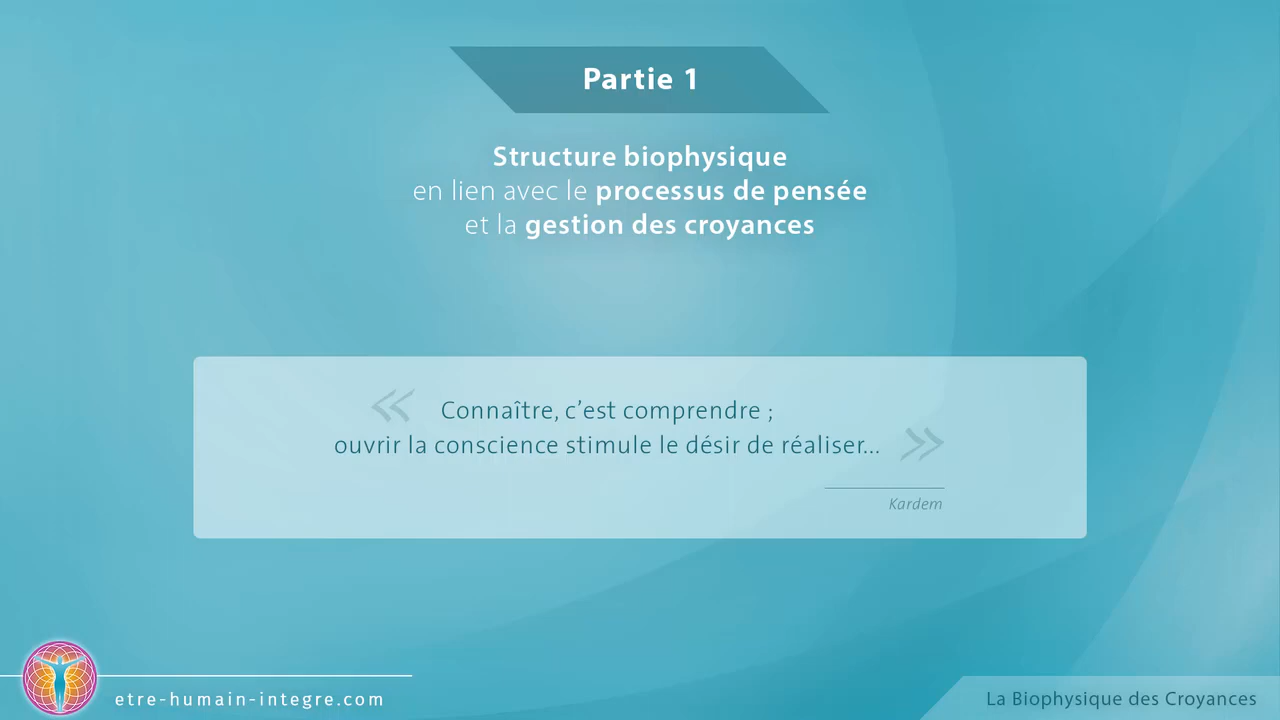 Partie 1
Structure biophysique
en lien avec le processus de pensée
et la gestion des croyances
« Connaître, c’est comprendre ;
ouvrir la conscience stimule le désir de réaliser... »
Kardem
etre-humain-integre.com
La Biophysique des Croyances